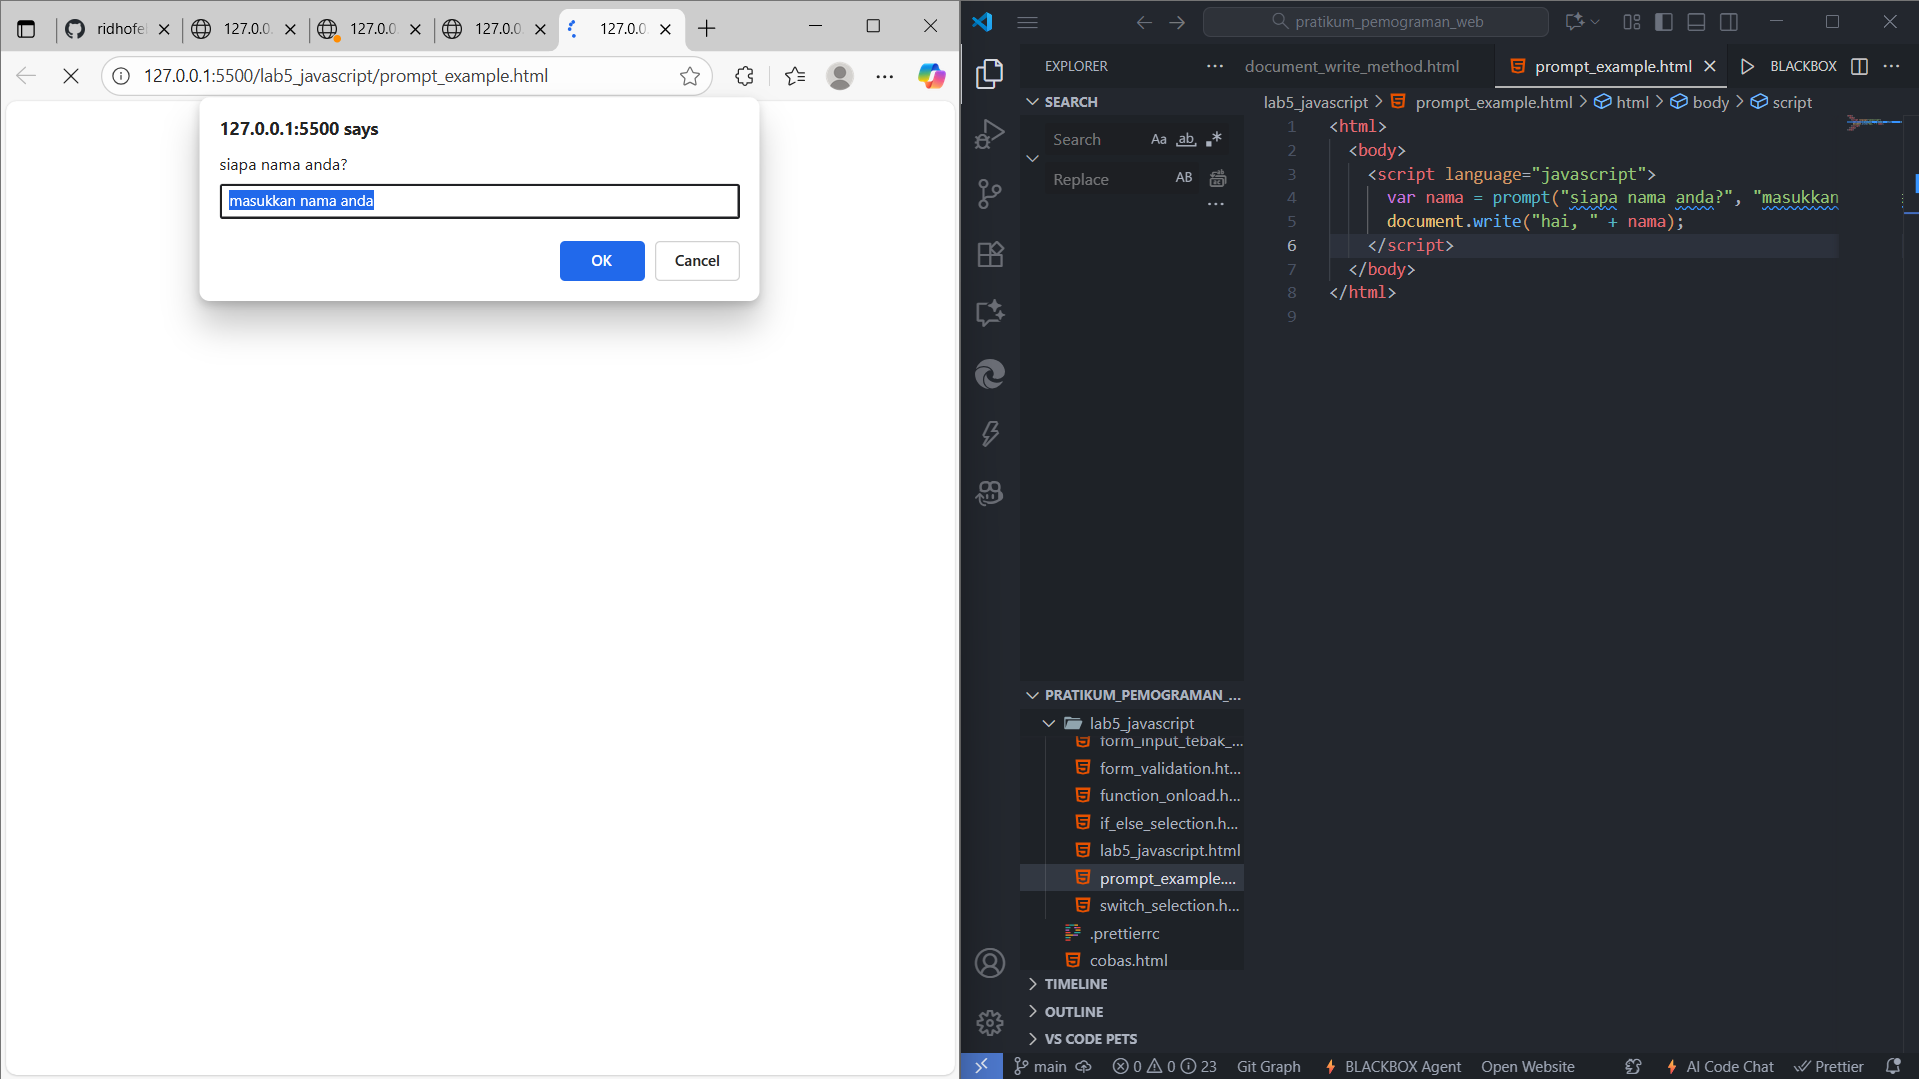 ridhofe
127.0.0.
127.0.0.
127.0.0.
127.0.0.
127.0.0.1:5500/lab5_javascript/prompt_example.html
127.0.0.1:5500 says
siapa nama anda?
masukkan nama anda
OK
Cancel
pratikum_pemograman_web
EXPLORER
document_write_method.html
prompt_example.html
BLACKBOX
SEARCH
Search
Aa
ab
Replace
AB
lab5_javascript > prompt_example.html > html > body > script
1 <html>
2 <body>
3 <script language="javascript">
4 var nama = prompt("siapa nama anda?", "masukkan
5 document.write("hai, " + nama);
6 </script>
7 </body>
8 </html>
9
PRATIKUM_PEMOGRAMAN_...
lab5_javascript
form_input_tebak_...
form_validation.ht...
function_onload.h...
if_else_selection.h...
lab5_javascript.html
prompt_example....
switch_selection.h...
.prettierrc
cobas.html
TIMELINE
OUTLINE
VS CODE PETS
main
0
0
23
Git Graph
BLACKBOX Agent
Open Website
AI Code Chat
Prettier